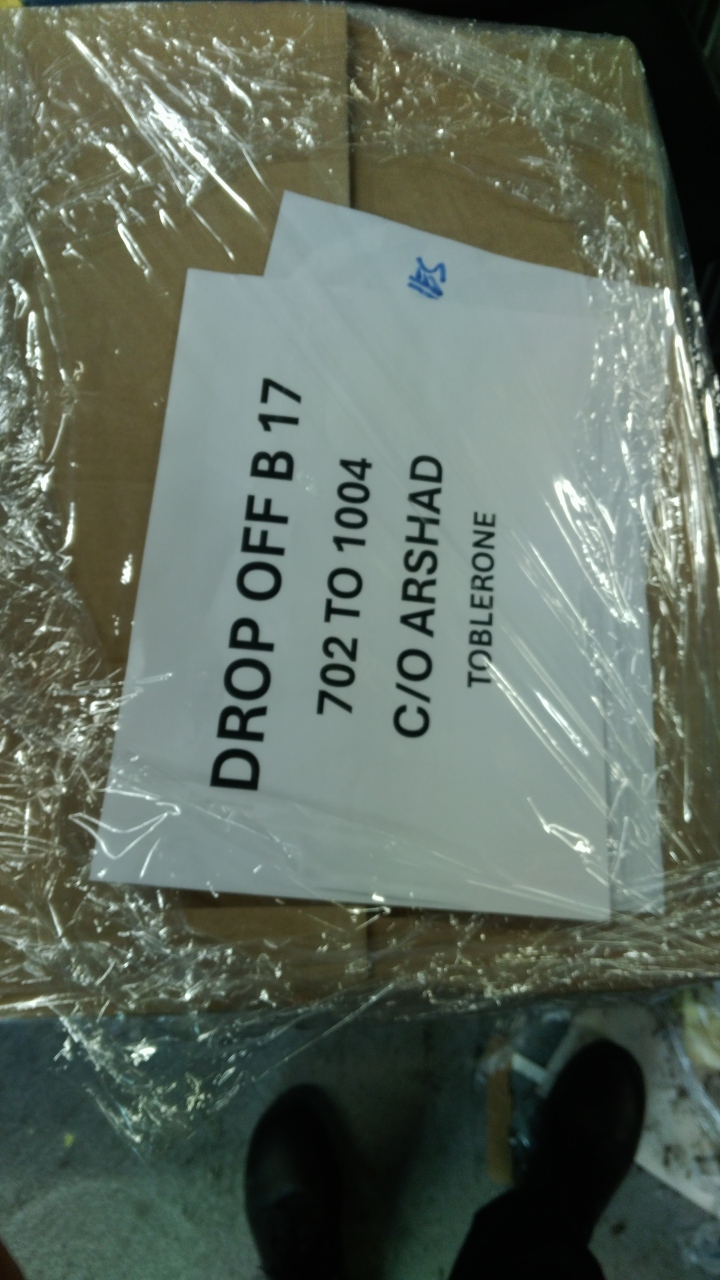 DROP OFF B 17
702 TO 1004
C/O ARSHAD
TOBLERONE